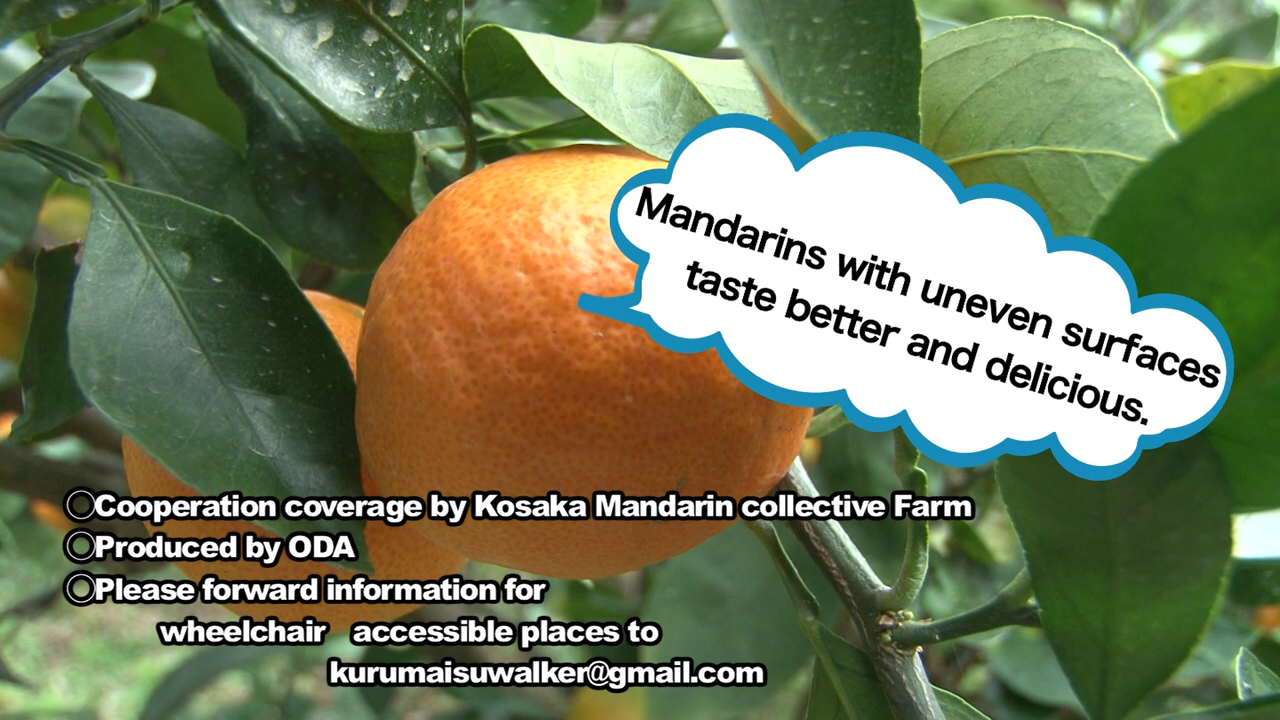 Mandarins with uneven surfaces
taste better and delicious.
○Cooperation coverage by Kosaka Mandarin collective Farm
○Produced by ODA
○Please forward information for
wheelchair accessible places to
kurumaisuwalker@gmail.com